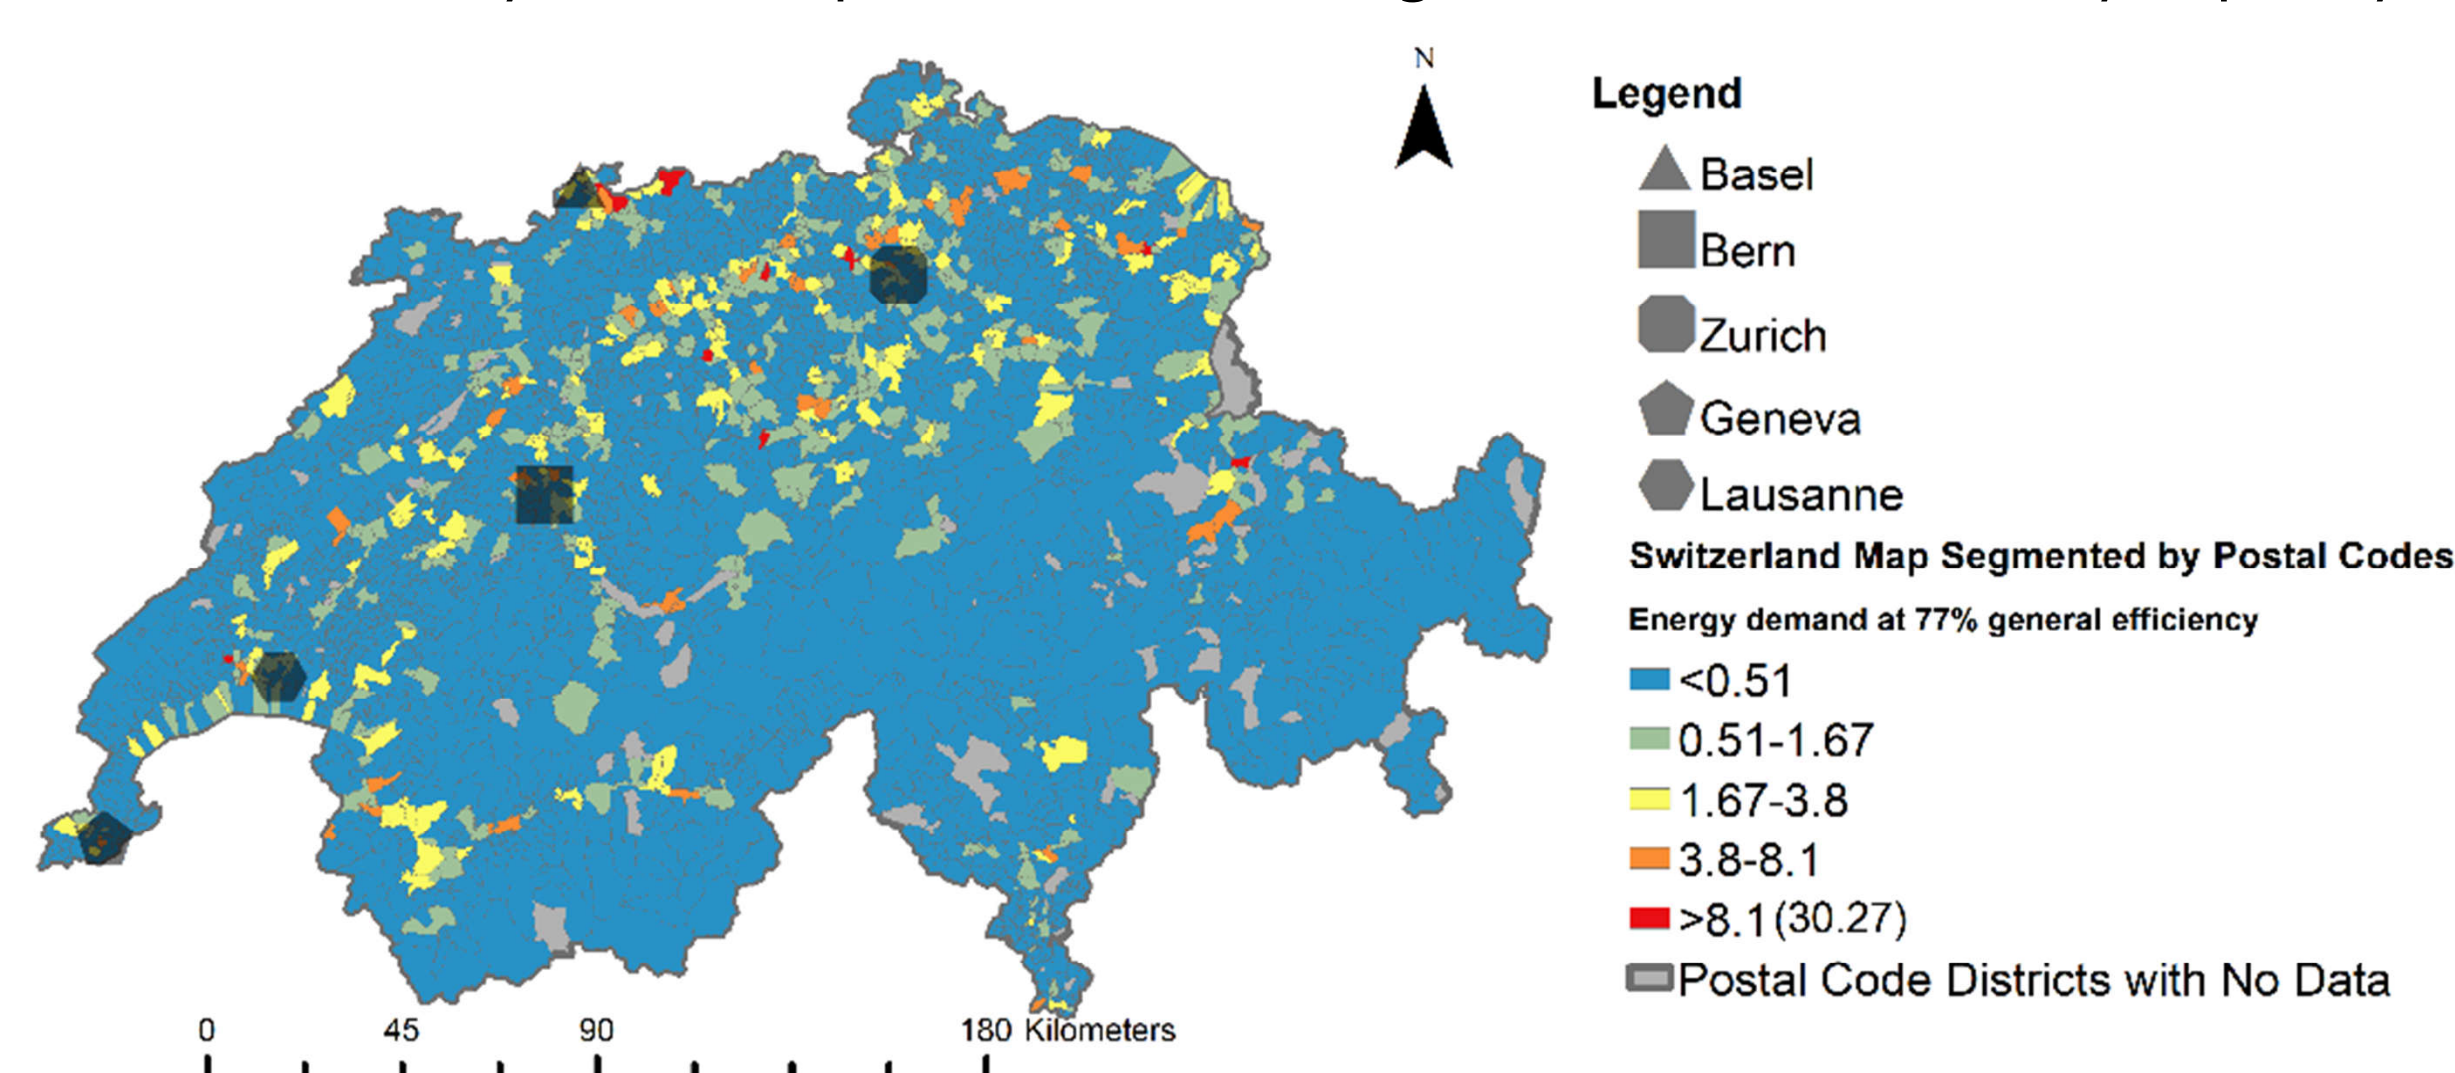 N
Legend
Basel
Bern
Zurich
Geneva
Lausanne
Switzerland Map Segmented by Postal Codes
Energy demand at 77% general efficiency
<0.51
0.51-1.67
1.67-3.8
3.8-8.1
>8.1(30.27)
Postal Code Districts with No Data
0 45 90 180 Kilometers